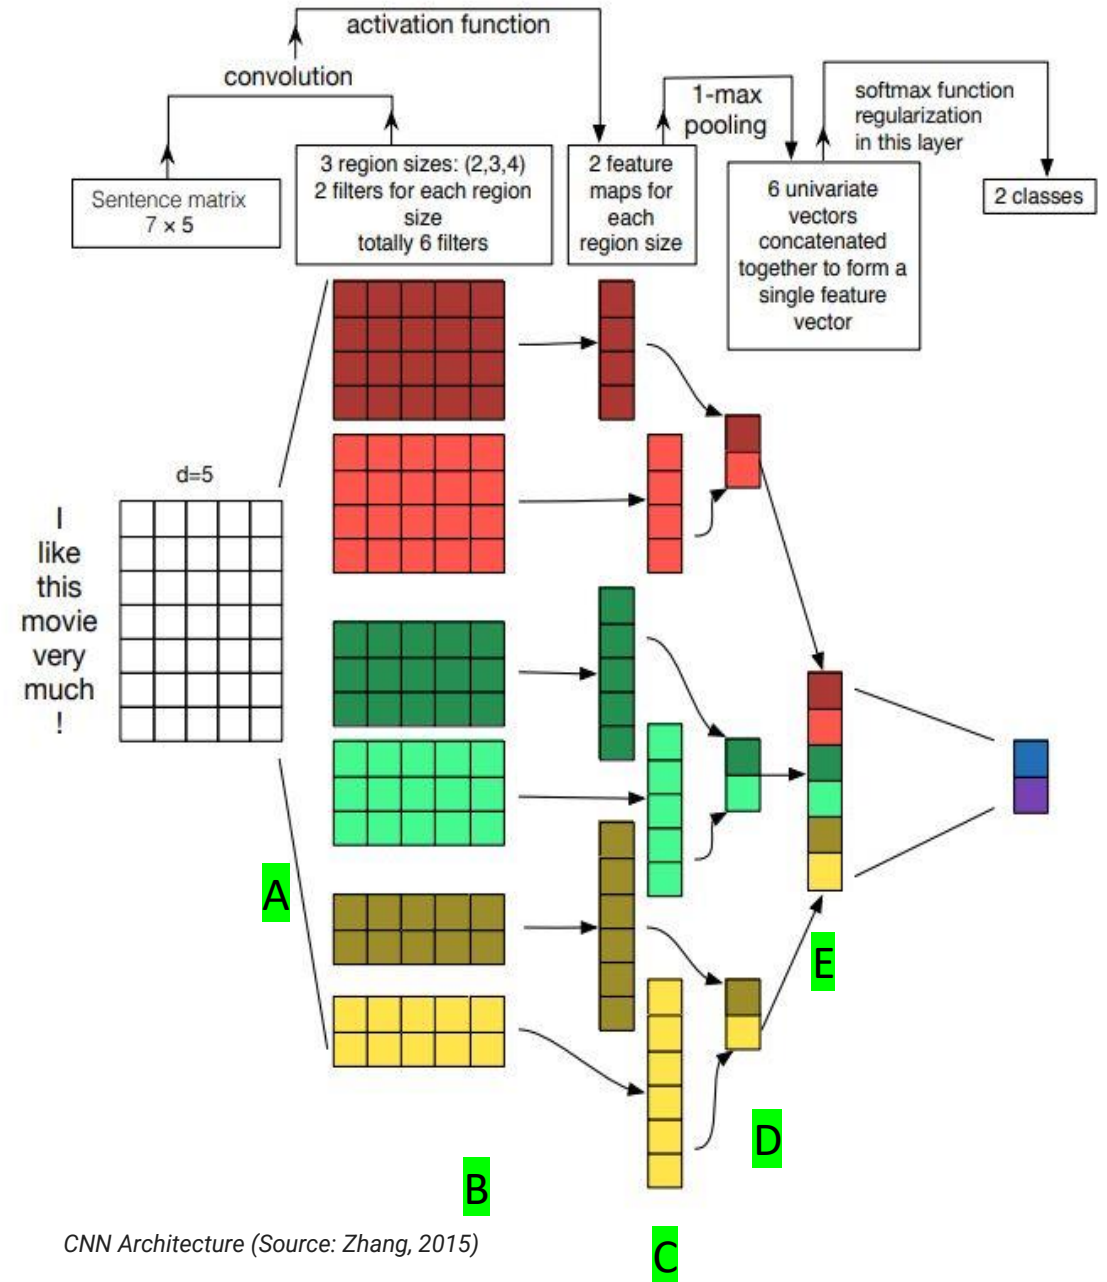 activation function
convolution
1-max
pooling
softmax function
regularization
in this layer
Sentence matrix
7 × 5
3 region sizes: (2,3,4)
2 filters for each region
size
totally 6 filters
2 feature
maps for
each
region size
6 univariate
vectors
concatenated
together to form a
single feature
vector
2 classes
d=5
I
like
this
movie
very
much
!
A
B
C
D
E
CNN Architecture (Source: Zhang, 2015)